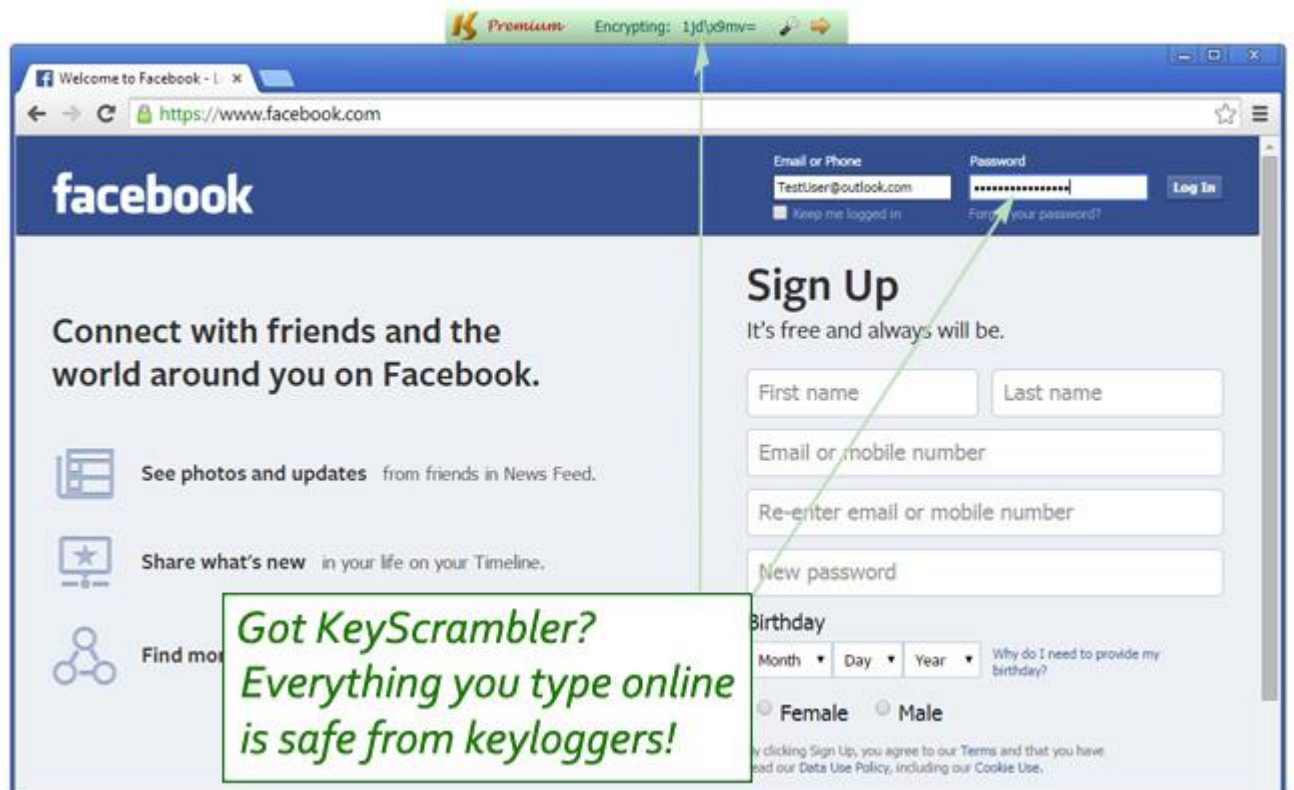 Premium Encrypting: 1jd\x9mv=
Welcome to Facebook - L
https://www.facebook.com
facebook
Email or Phone Password
TestUser@outlook.com ••••••••••••••••• Log In
Keep me logged in Forgot your password?
Sign Up
It's free and always will be.
Connect with friends and the
world around you on Facebook.
First name Last name
Email or mobile number
See photos and updates from friends in News Feed.
Re-enter email or mobile number
Share what's new in your life on your Timeline.
New password
Got KeyScrambler?
Everything you type online
is safe from keyloggers!
Birthday
Find mor
Month Day Year Why do I need to provide my
birthday?
Female Male
By clicking Sign Up, you agree to our Terms and that you have
read our Data Use Policy, including our Cookie Use.